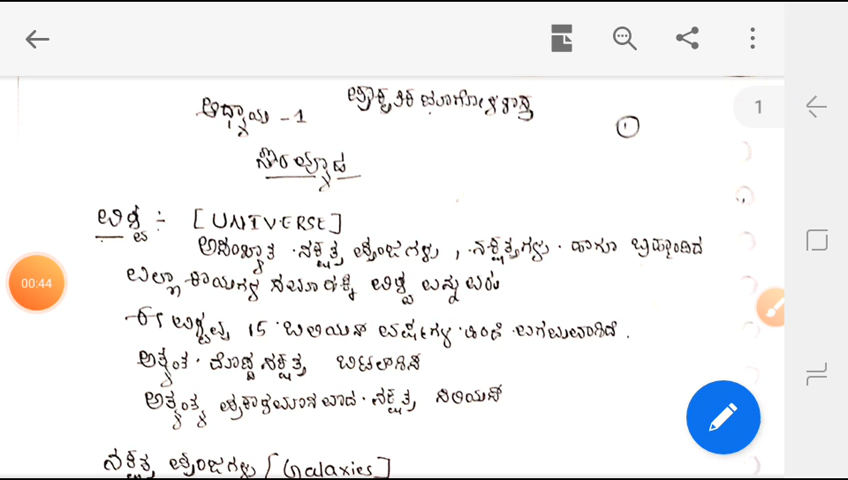 1
ಅಧ್ಯಾಯ -1 ಪ್ರಾಕೃತಿಕ ಭೂಗೋಳಶಾಸ್ತ್ರ
1
ಸೌರವ್ಯೂಹ
ವಿಶ್ವ :- [UNIVERSE]
ಅಸಂಖ್ಯಾತ ನಕ್ಷತ್ರ ಪುಂಜಗಳು, ನಕ್ಷತ್ರಗಳು ಹಾಗೂ ಬ್ರಹ್ಮಾಂಡದ
ಎಲ್ಲಾ ಕಾಯಗಳ ಸಮೂಹಕ್ಕೆ ವಿಶ್ವ ಎನ್ನುವರು
ಈ ವಿಶ್ವವು 15 ಬಿಲಿಯನ್ ವರ್ಷಗಳ ಹಿಂದೆ ಉಗಮವಾಗಿದೆ.
ಅತ್ಯಂತ ದೊಡ್ಡ ನಕ್ಷತ್ರ
ಅತ್ಯಂತ ಪ್ರಕಾಶಮಾನವಾದ ನಕ್ಷತ್ರ ಸಿರಿಯಸ್
ನಕ್ಷತ್ರ ಪುಂಜಗಳು [Galaxies]
00:44